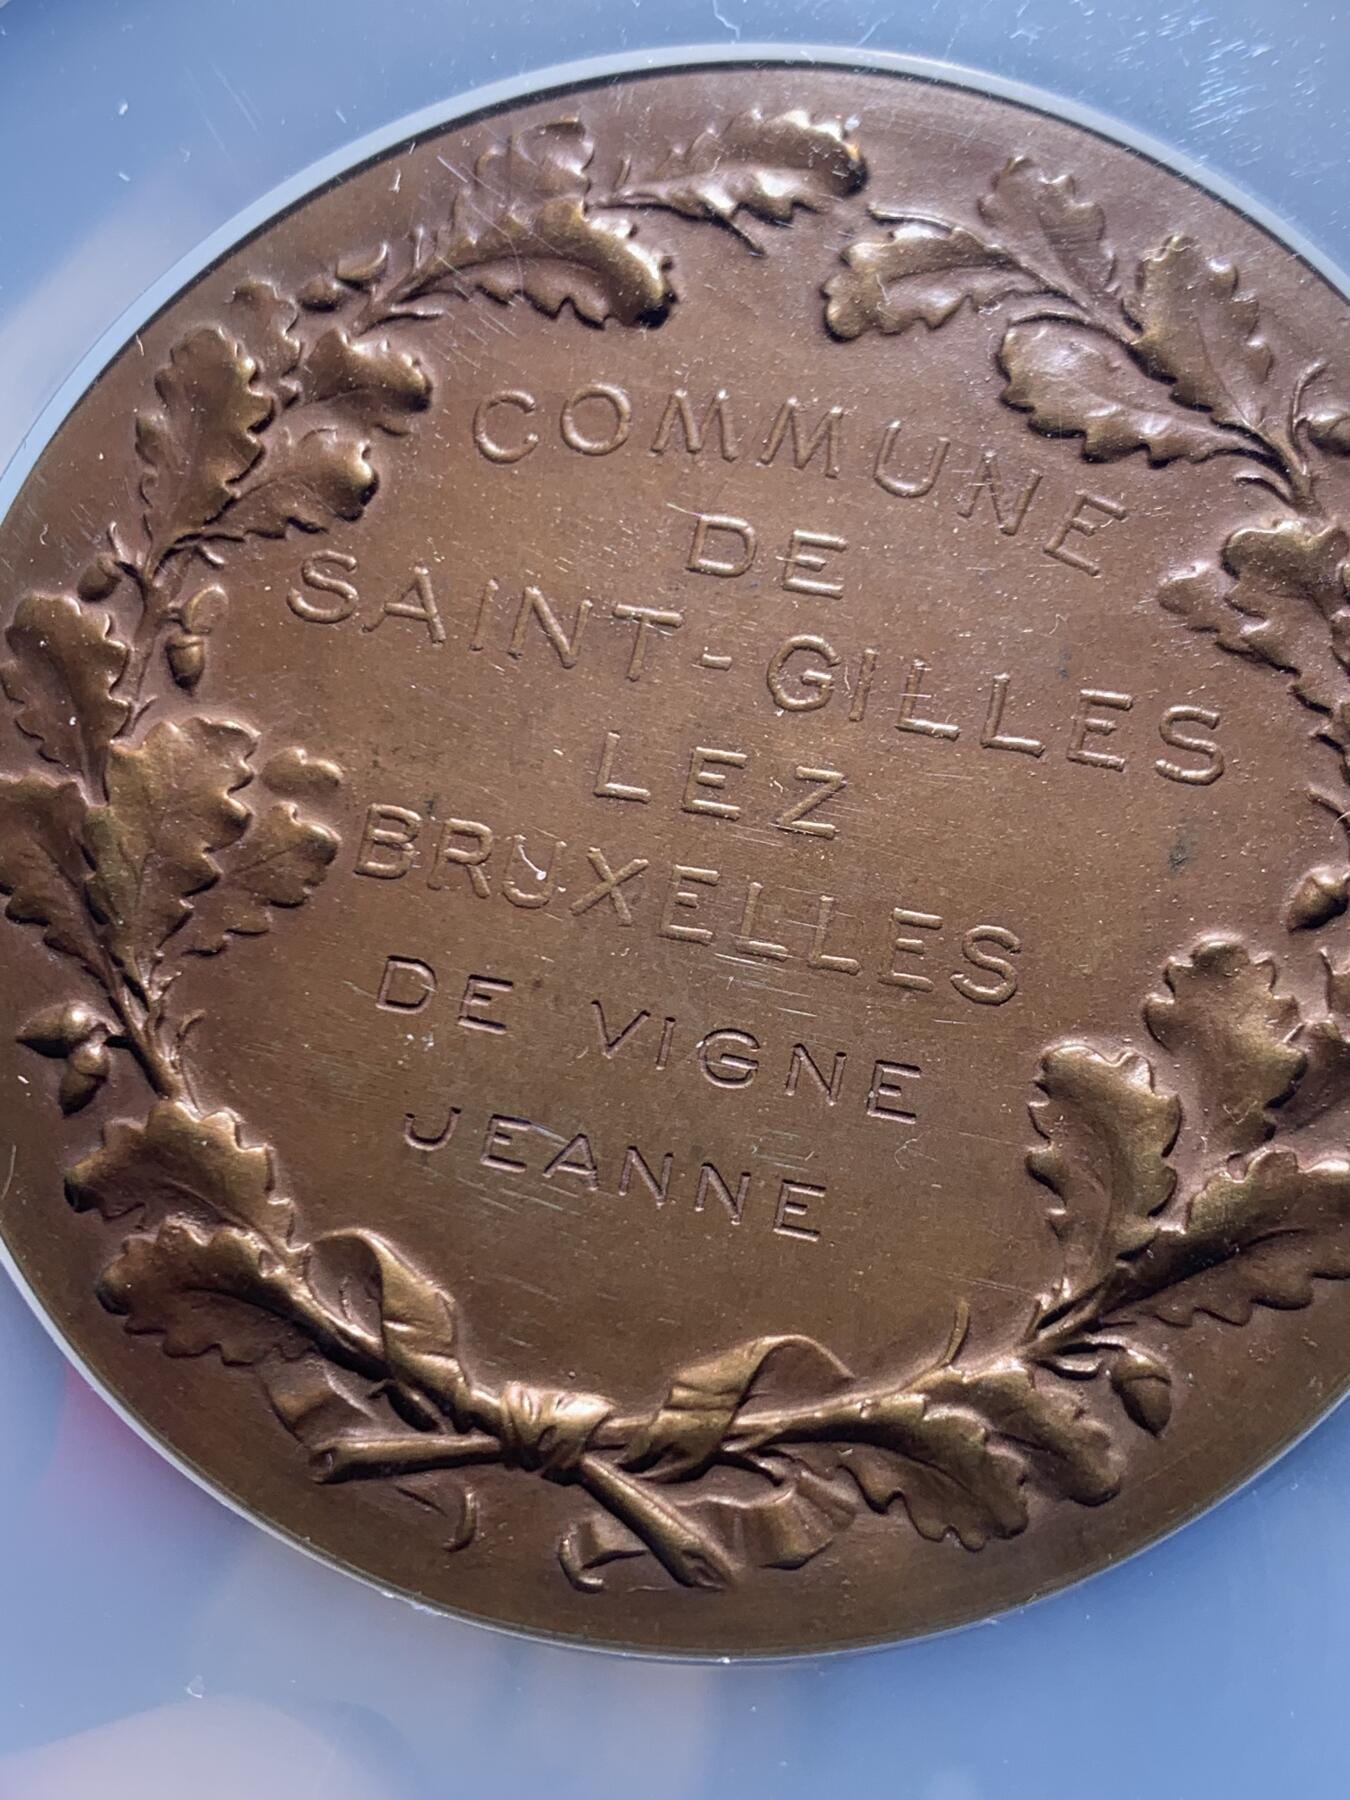 COMMUNE
DE
SAINT-GILLES
LEZ
BRUXELLES
DE VIGNE
JEANNE